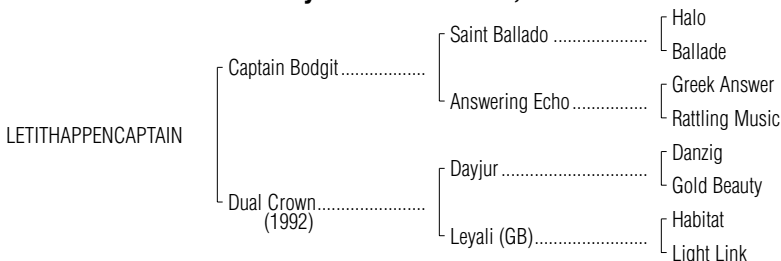 Halo
Saint Ballado ....................
Ballade
Captain Bodgit..................
Greek Answer
Answering Echo................
Rattling Music
LETITHAPPENCAPTAIN
Danzig
Dayjur ...............................
Gold Beauty
Dual Crown.......................
(1992)
Habitat
Leyali (GB)........................
Light Link